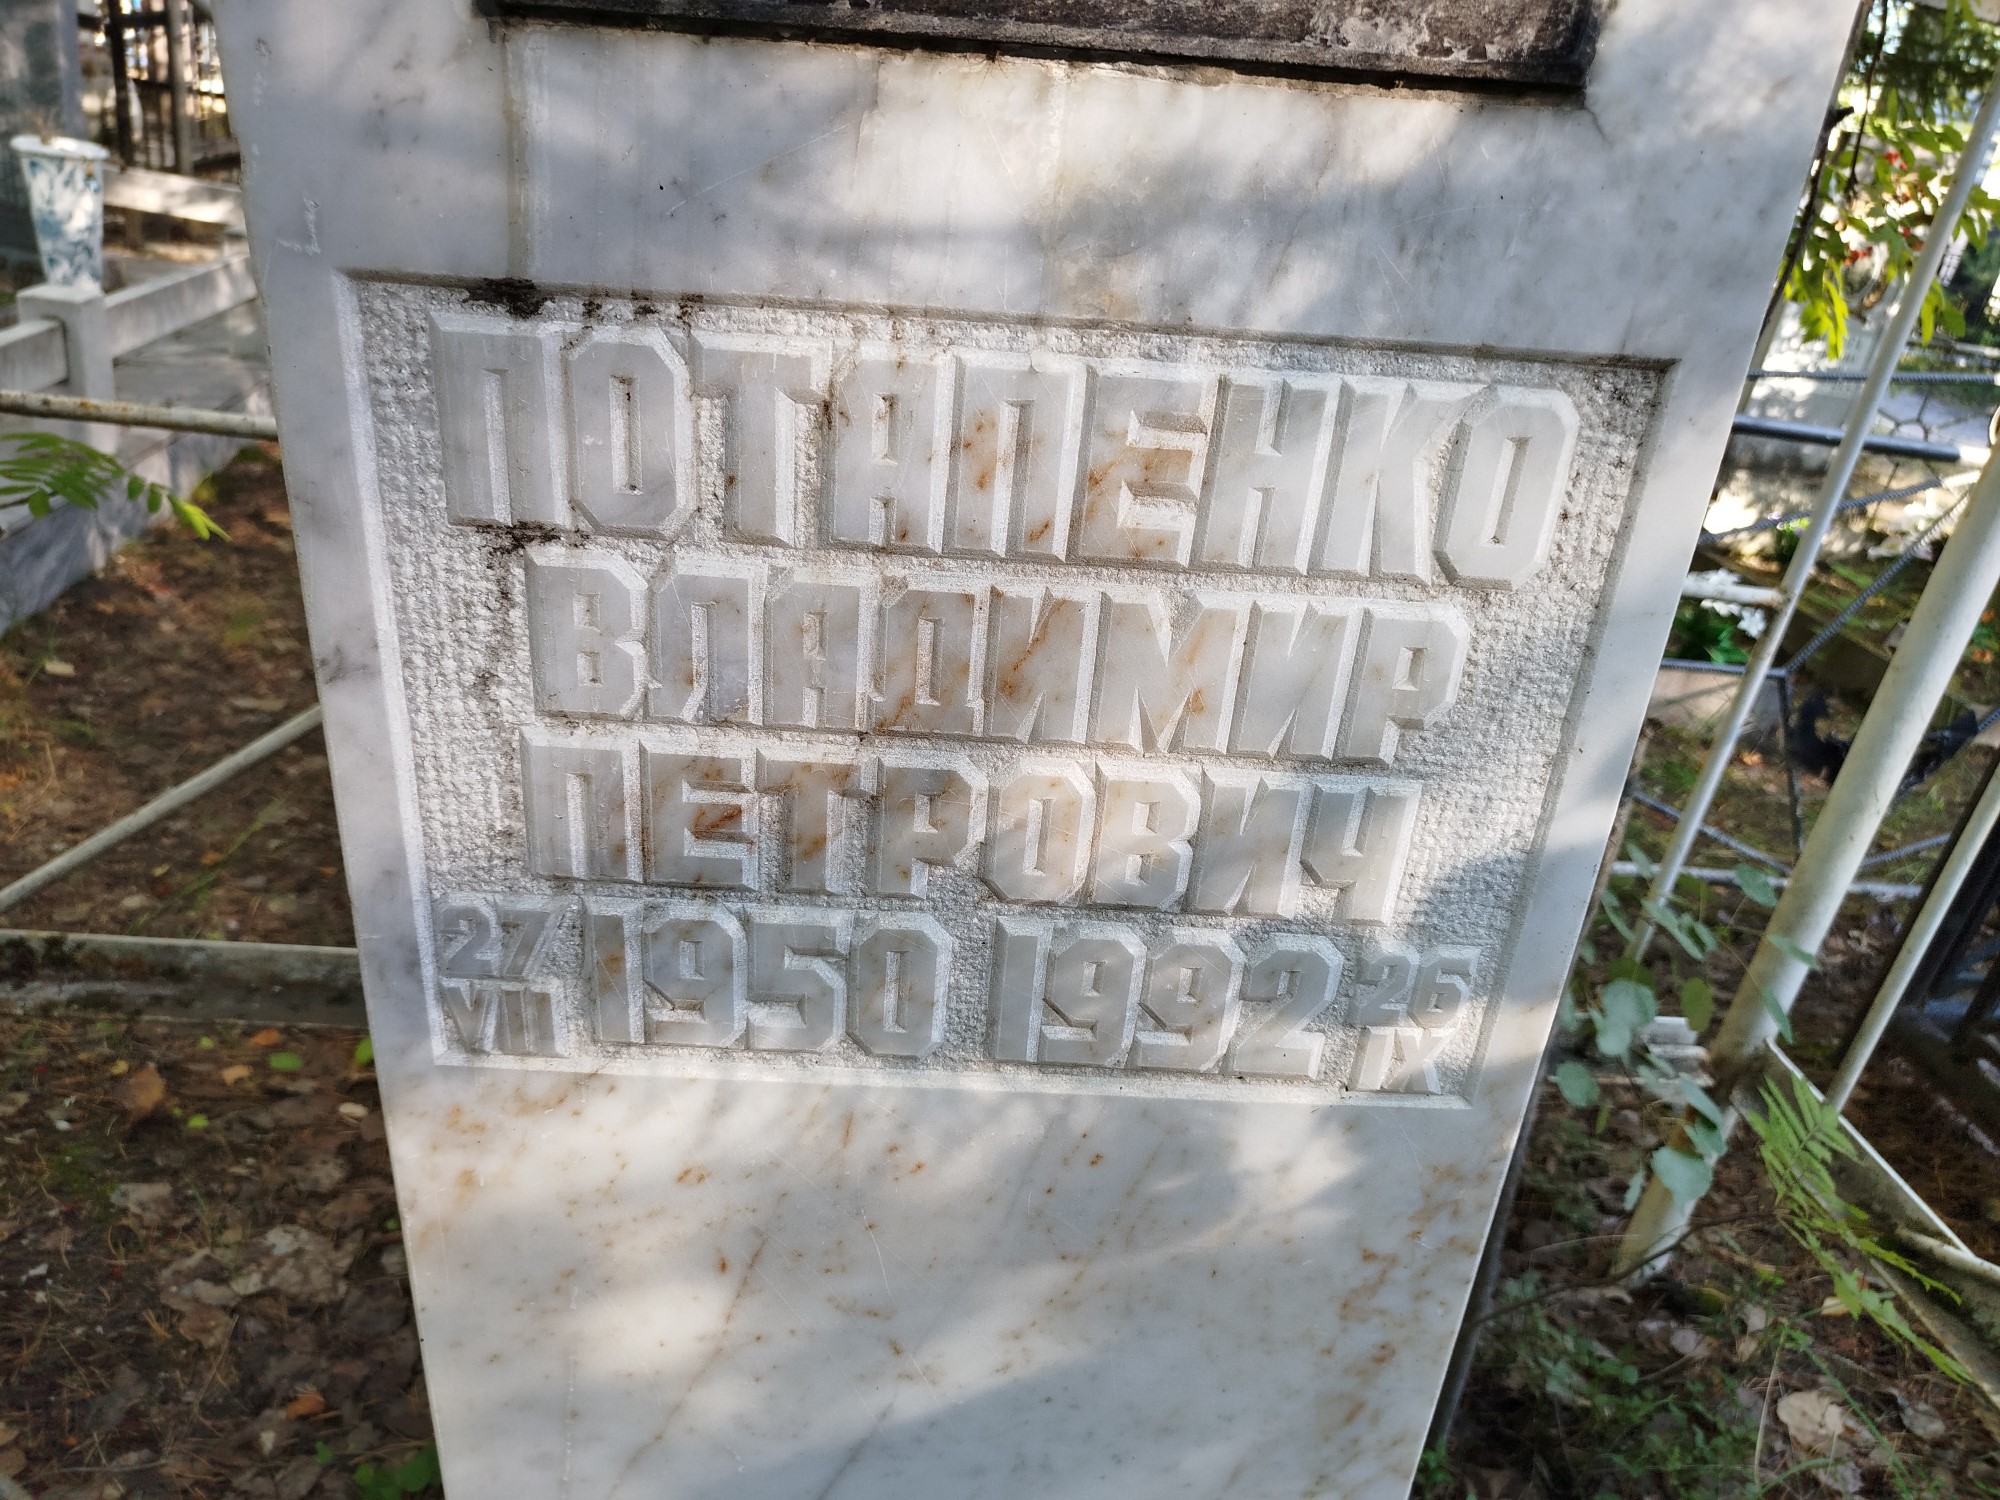 ПОТАПЕНКО
ВЛАДИМИР
ПЕТРОВИЧ
27/VII 1950 1992 26/IX